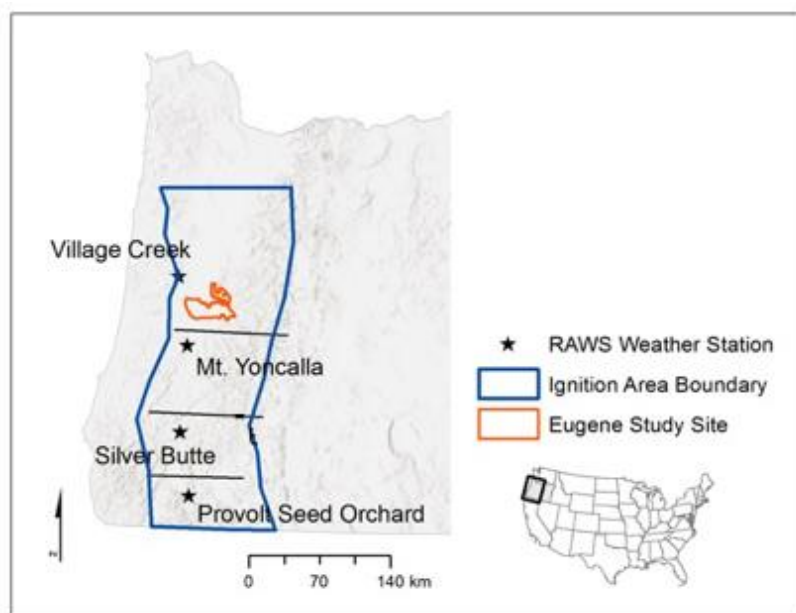 Village Creek
Mt. Yoncalla
Silver Butte
Provolt Seed Orchard
RAWS Weather Station
Ignition Area Boundary
Eugene Study Site
N
0 70 140 km